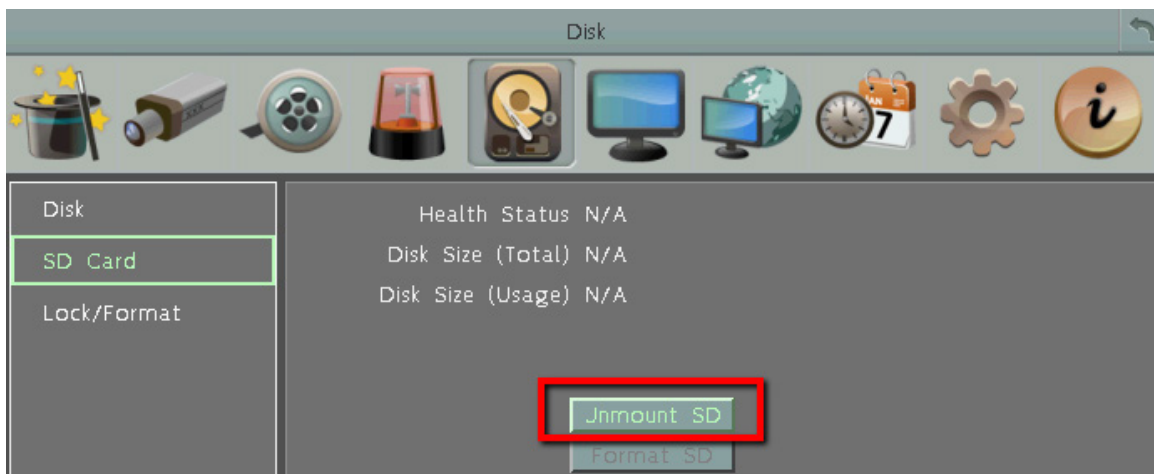 Disk
JAN
7
i
Disk
SD Card
Lock/Format
Health Status N/A
Disk Size (Total) N/A
Disk Size (Usage) N/A
Jnmount SD
Format SD